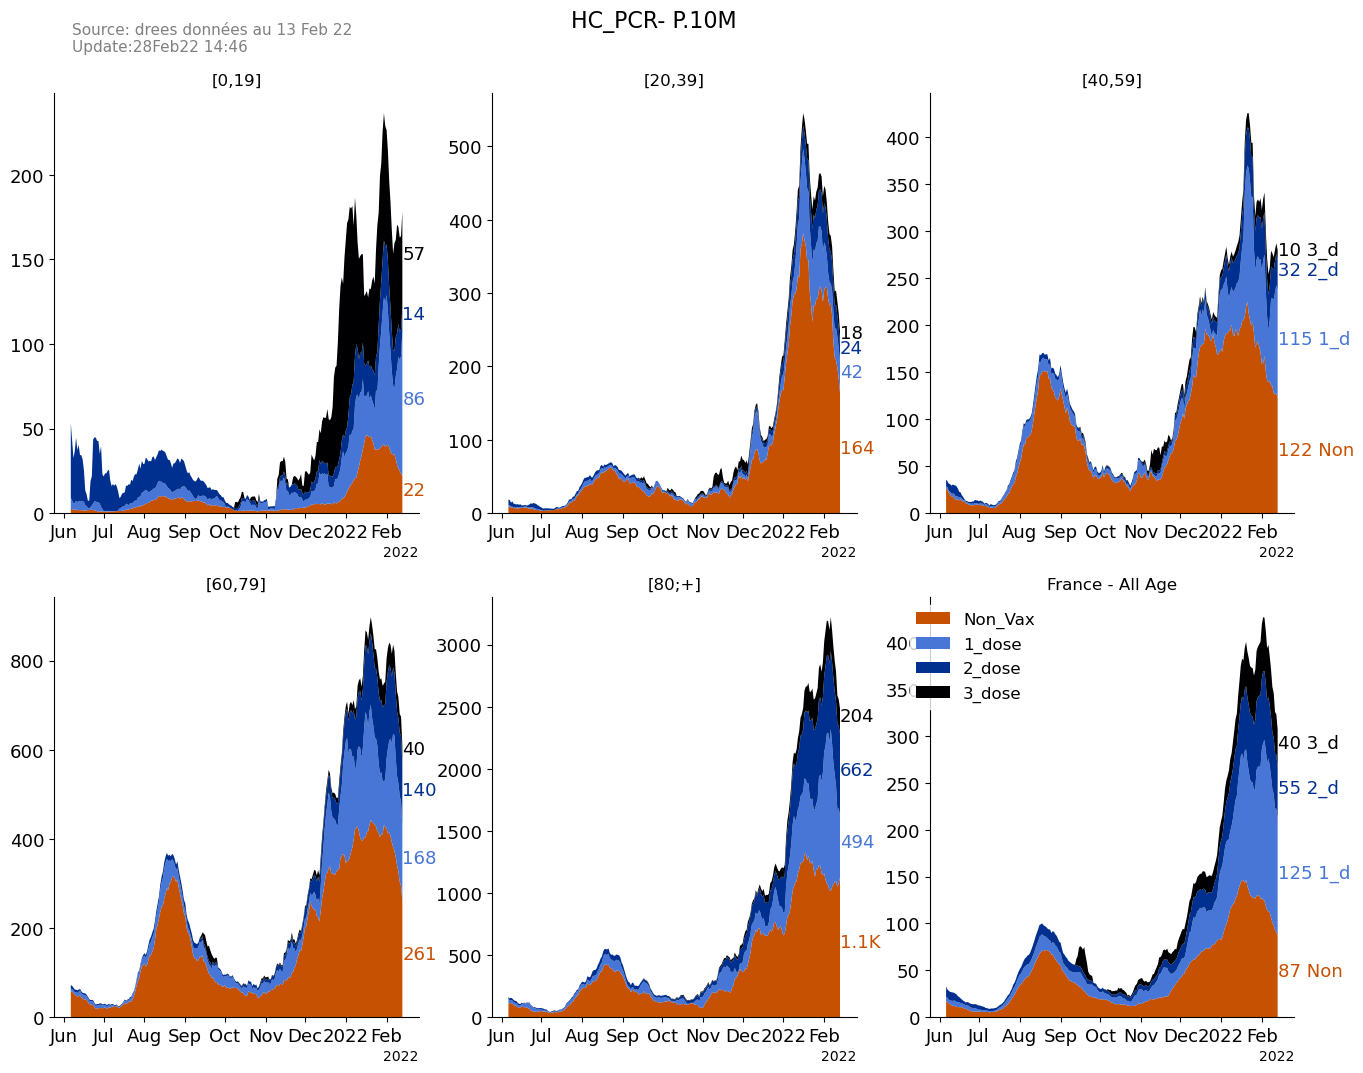 HC_PCR- P.10M
Source: drees données au 13 Feb 22
Update:28Feb22 14:46
[0,19]
200
150
100
50
0
57
14
86
22
Jun Jul Aug Sep Oct Nov Dec 2022 Feb
2022
[20,39]
500
400
300
200
100
0
18
24
42
164
Jun Jul Aug Sep Oct Nov Dec 2022 Feb
2022
[40,59]
400
350
300
250
200
150
100
50
0
10 3_d
32 2_d
115 1_d
122 Non
Jun Jul Aug Sep Oct Nov Dec 2022 Feb
2022
[60,79]
800
600
400
200
0
40
140
168
261
Jun Jul Aug Sep Oct Nov Dec 2022 Feb
2022
[80;+]
3000
2500
2000
1500
1000
500
0
204
662
494
1.1K
Jun Jul Aug Sep Oct Nov Dec 2022 Feb
2022
France - All Age
Non_Vax
1_dose
2_dose
3_dose
400
350
300
250
200
150
100
50
0
40 3_d
55 2_d
125 1_d
87 Non
Jun Jul Aug Sep Oct Nov Dec 2022 Feb
2022